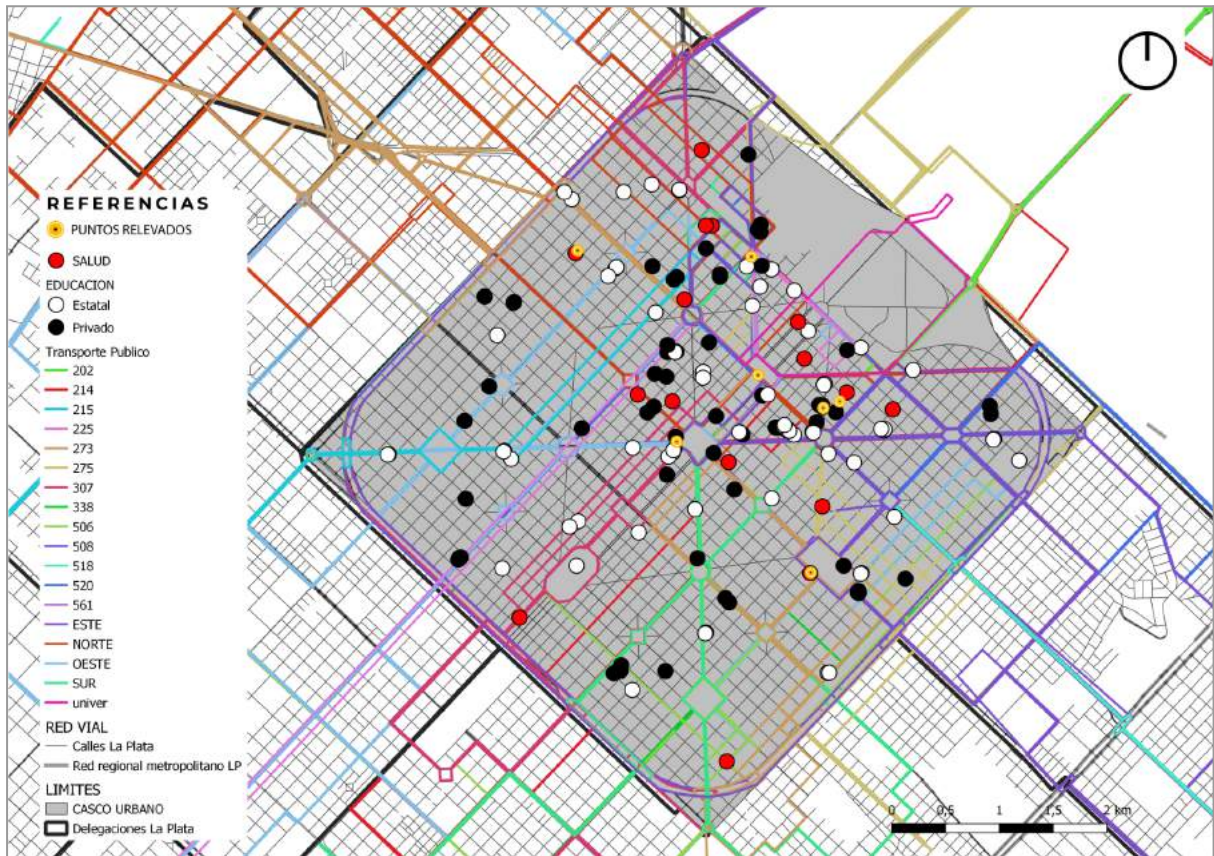 REFERENCIAS
PUNTOS RELEVADOS
SALUD
EDUCACION
Estatal
Privado
Transporte Publico
202
214
215
225
273
275
307
338
506
508
518
520
561
ESTE
NORTE
OESTE
SUR
univer
RED VIAL
Calles La Plata
Red regional metropolitano LP
LIMITES
CASCO URBANO
Delegaciones La Plata
0 0,5 1 1,5 2 km